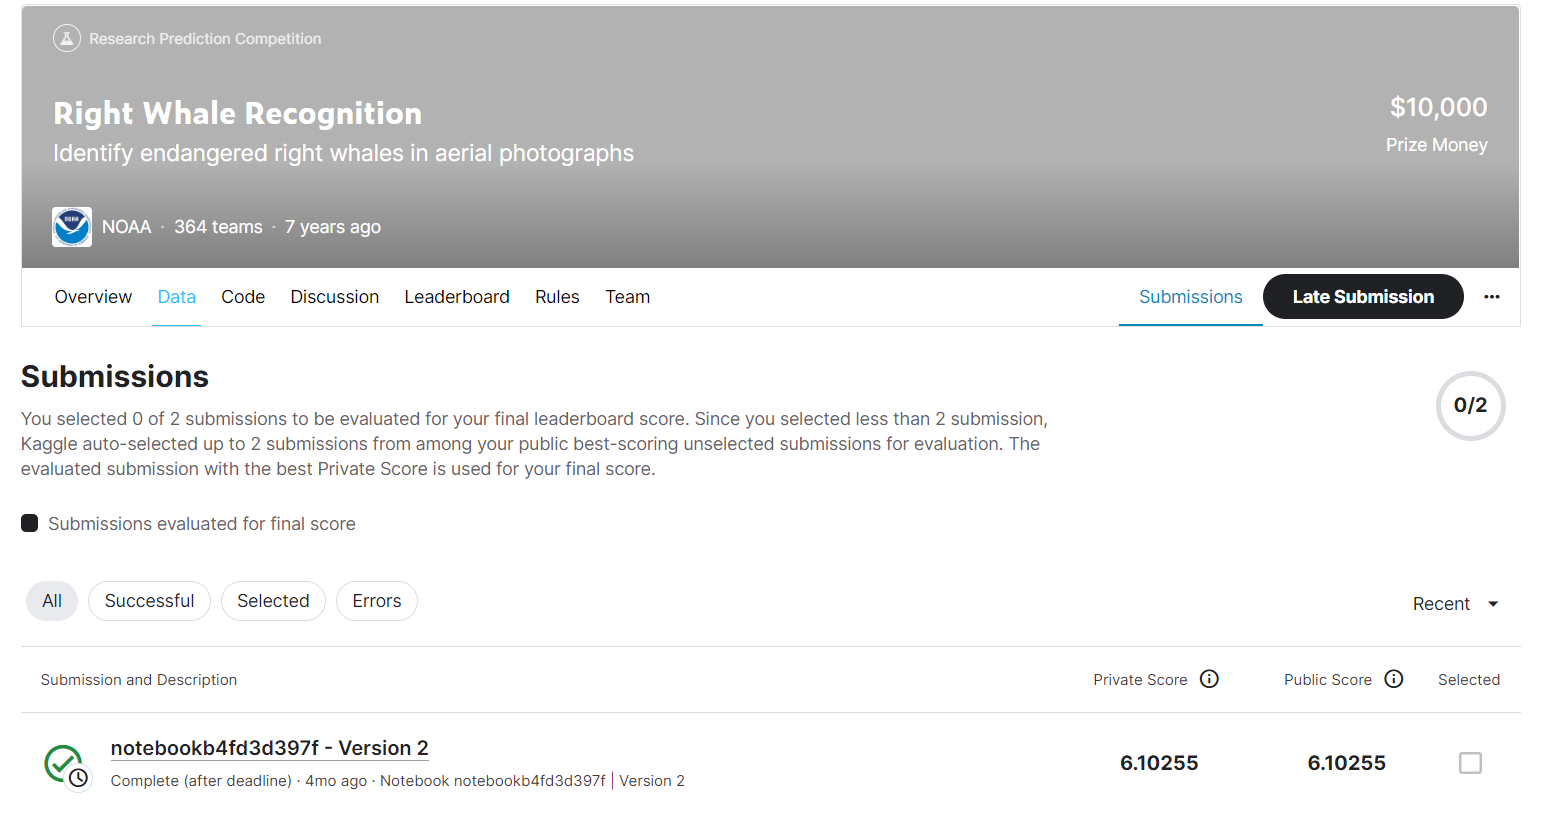 Research Prediction Competition
Right Whale Recognition
$10,000
Identify endangered right whales in aerial photographs
Prize Money
NOAA
NOAA · 364 teams · 7 years ago
Overview Data Code Discussion Leaderboard Rules Team Submissions Late Submission ···
Submissions
0/2
You selected 0 of 2 submissions to be evaluated for your final leaderboard score. Since you selected less than 2 submission,
Kaggle auto-selected up to 2 submissions from among your public best-scoring unselected submissions for evaluation. The
evaluated submission with the best Private Score is used for your final score.
Submissions evaluated for final score
All Successful Selected Errors Recent
Submission and Description Private Score Public Score Selected
notebookb4fd3d397f - Version 2
6.10255 6.10255
Complete (after deadline) · 4mo ago · Notebook notebookb4fd3d397f | Version 2